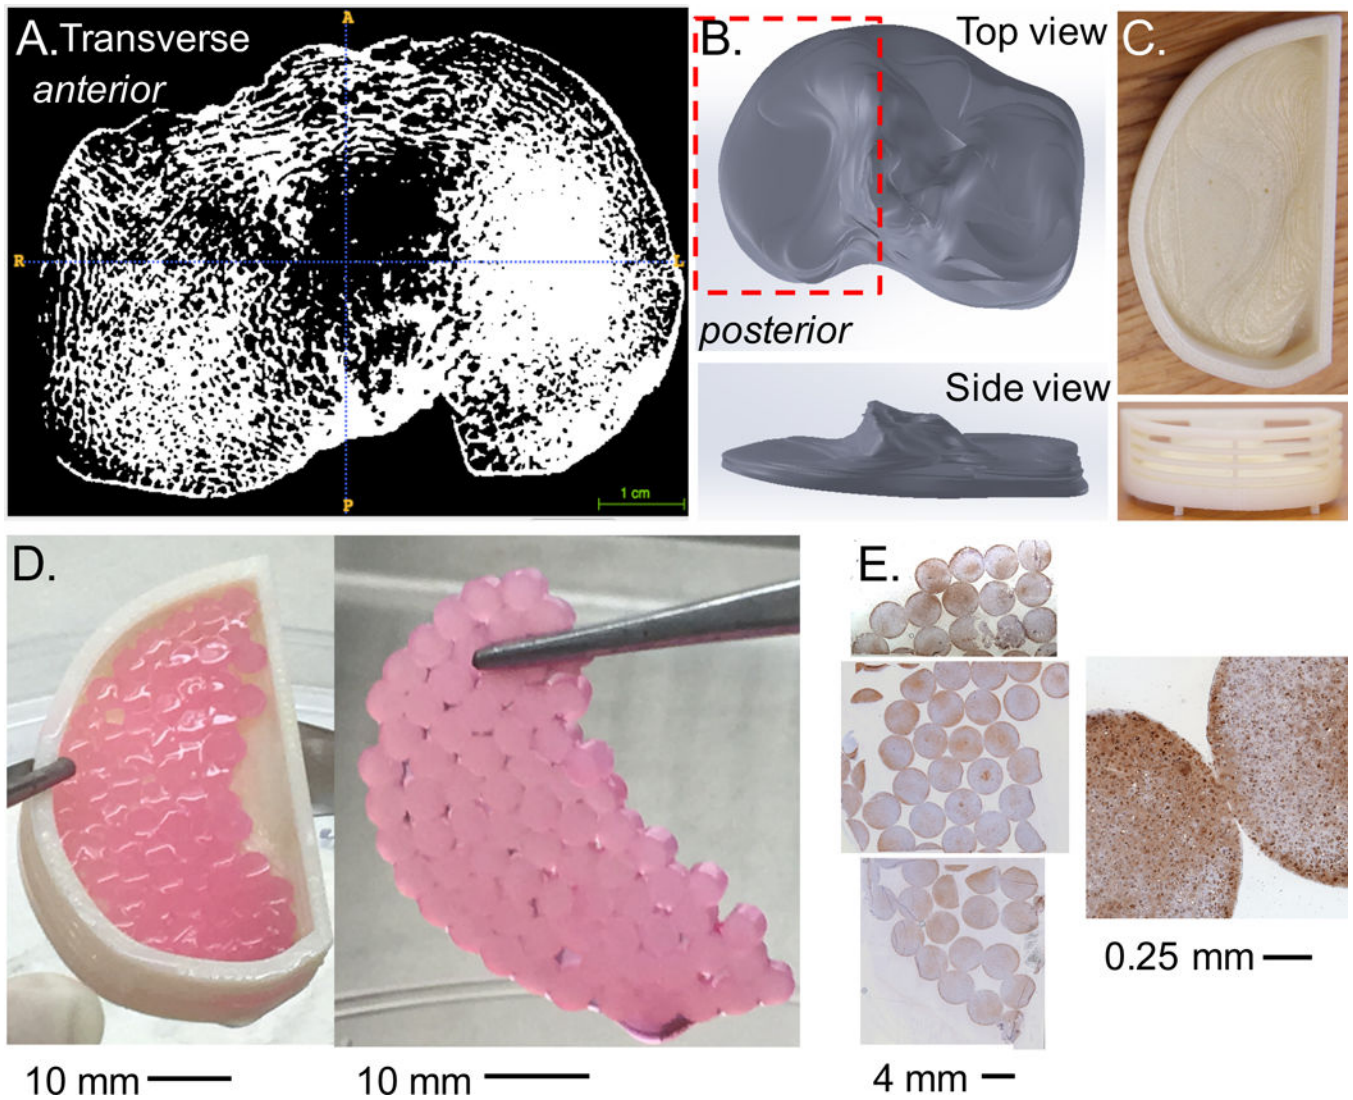 A. Transverse
anterior
A
R
L
P
1 cm
B.
Top view
posterior
Side view
C.
D.
10 mm
10 mm
E.
4 mm
0.25 mm